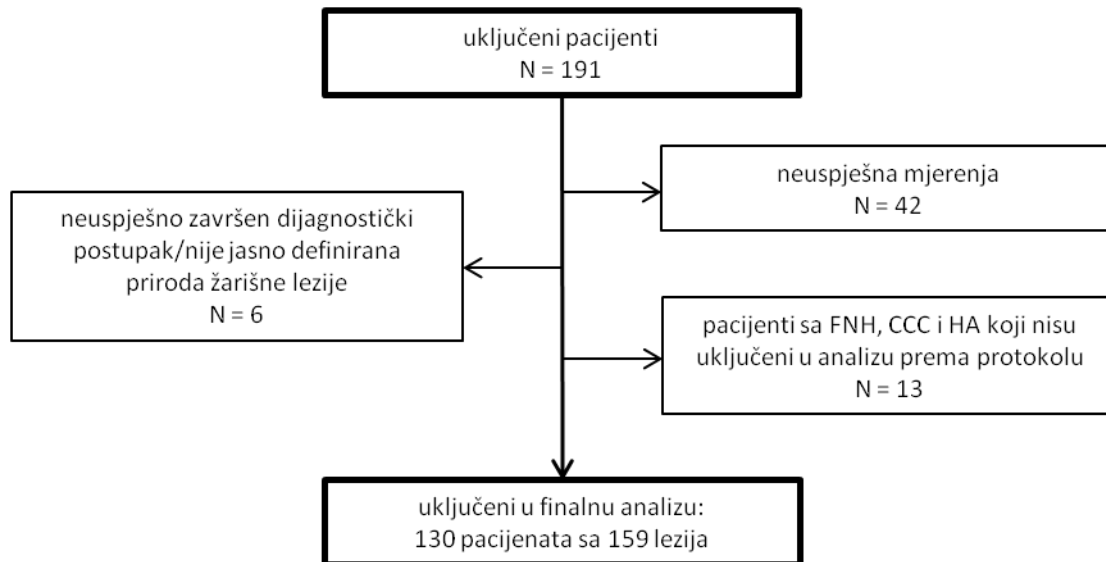 uključeni pacijenti
N = 191
neuspješna mjerenja
N = 42
neuspješno završen dijagnostički
postupak/nije jasno definirana
priroda žarišne lezije
N = 6
pacijenti sa FNH, CCC i HA koji nisu
uključeni u analizu prema protokolu
N = 13
uključeni u finalnu analizu:
130 pacijenata sa 159 lezija